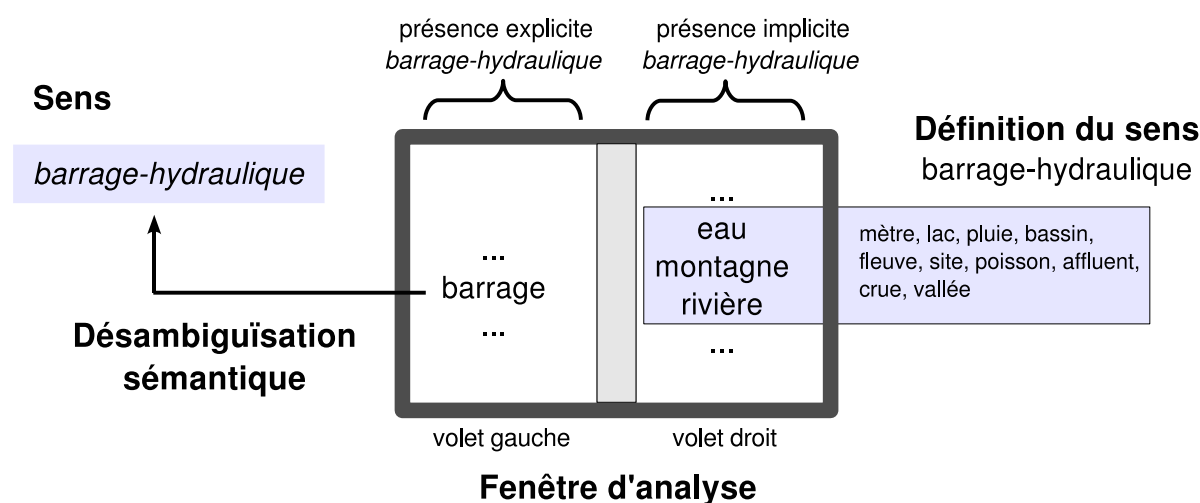 présence explicite
barrage-hydraulique
présence implicite
barrage-hydraulique
Sens
barrage-hydraulique
Définition du sens
barrage-hydraulique
...
barrage
...
...
eau
montagne
rivière
...
mètre, lac, pluie, bassin,
fleuve, site, poisson, affluent,
crue, vallée
Désambiguïsation
sémantique
volet gauche
volet droit
Fenêtre d'analyse